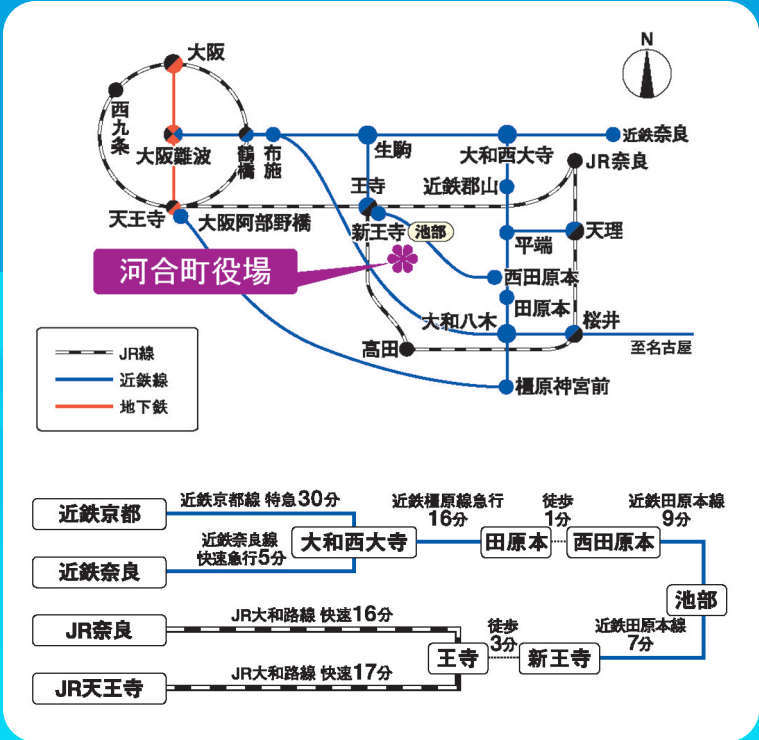 N
大阪
西九条
大阪難波
鶴橋
布施
生駒
大和西大寺
近鉄奈良
JR奈良
近鉄郡山
王寺
天王寺
大阪阿部野橋
新王寺
池部
平端
天理
河合町役場
西田原本
田原本
大和八木
桜井
高田
至名古屋
橿原神宮前
JR線
近鉄線
地下鉄
近鉄京都
近鉄京都線 特急30分
近鉄奈良
近鉄奈良線
快速急行5分
大和西大寺
近鉄橿原線急行
16分
田原本
徒歩
1分
西田原本
近鉄田原本線
9分
池部
JR奈良
JR大和路線 快速16分
JR天王寺
JR大和路線 快速17分
王寺
徒歩
3分
新王寺
近鉄田原本線
7分